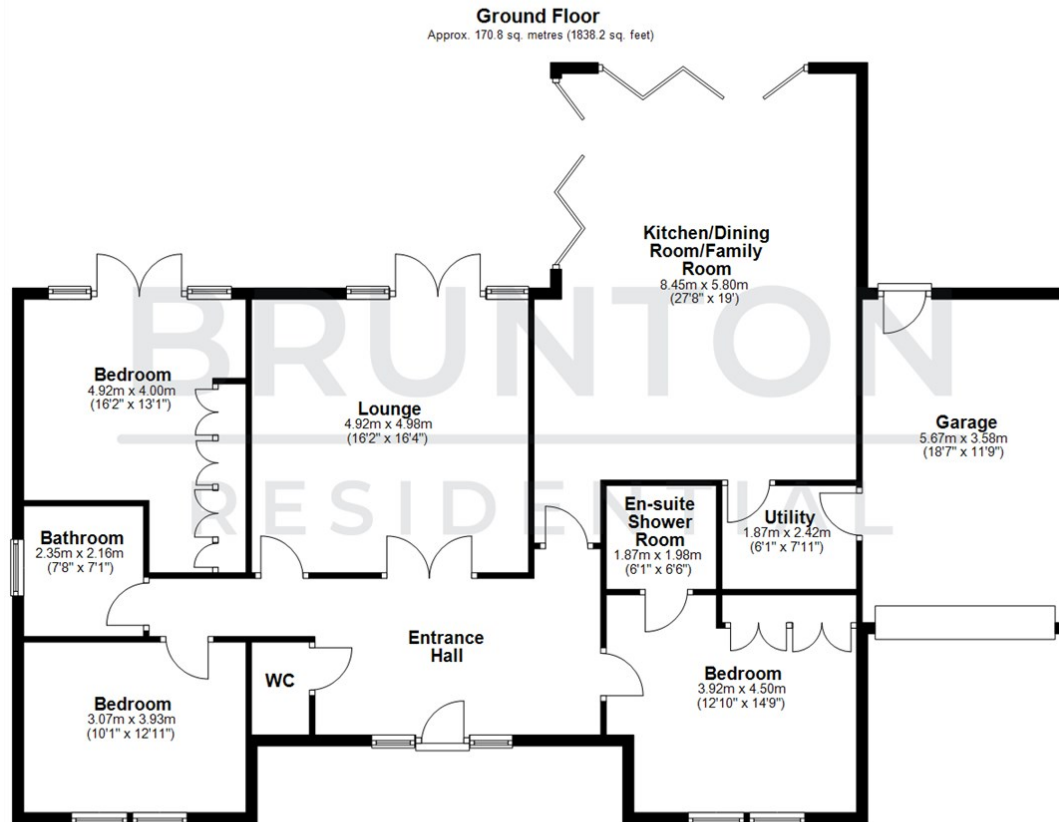 Ground Floor
Approx. 170.8 sq. metres (1838.2 sq. feet)
Kitchen/Dining
Room/Family
Room
8.45m x 5.80m
(27'8" x 19')
BRUNTON
RESIDENTIAL
Bedroom
4.92m x 4.00m
(16'2" x 13'1")
Lounge
4.92m x 4.98m
(16'2" x 16'4")
Garage
5.67m x 3.58m
(18'7" x 11'9")
Bathroom
2.35m x 2.16m
(7'8" x 7'1")
En-suite
Shower
Room
1.87m x 1.98m
(6'1" x 6'6")
Utility
1.87m x 2.42m
(6'1" x 7'11")
Entrance
Hall
WC
Bedroom
3.07m x 3.93m
(10'1" x 12'11")
Bedroom
3.92m x 4.50m
(12'10" x 14'9")